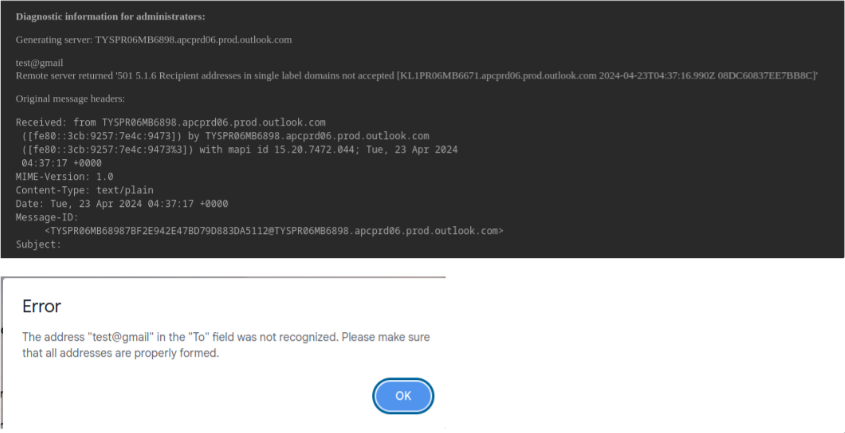 Diagnostic information for administrators:
Generating server: TYSPR06MB6898.apcprd06.prod.outlook.com
test@gmail
Remote server returned '501 5.1.6 Recipient addresses in single label domains not accepted [KL1PR06MB6671.apcprd06.prod.outlook.com 2024-04-23T04:37:16.990Z 08DC60837EE7BB8C]'
Original message headers:
Received: from TYSPR06MB6898.apcprd06.prod.outlook.com
([fe80::3cb:9257:7e4c:9473]) by TYSPR06MB6898.apcprd06.prod.outlook.com
([fe80::3cb:9257:7e4c:9473%3]) with mapi id 15.20.7472.044; Tue, 23 Apr 2024
04:37:17 +0000
MIME-Version: 1.0
Content-Type: text/plain
Date: Tue, 23 Apr 2024 04:37:17 +0000
Message-ID:
<TYSPR06MB68987BF2E942E47BD79D883DA5112@TYSPR06MB6898.apcprd06.prod.outlook.com>
Subject:
Error
The address "test@gmail" in the "To" field was not recognized. Please make sure
that all addresses are properly formed.
OK